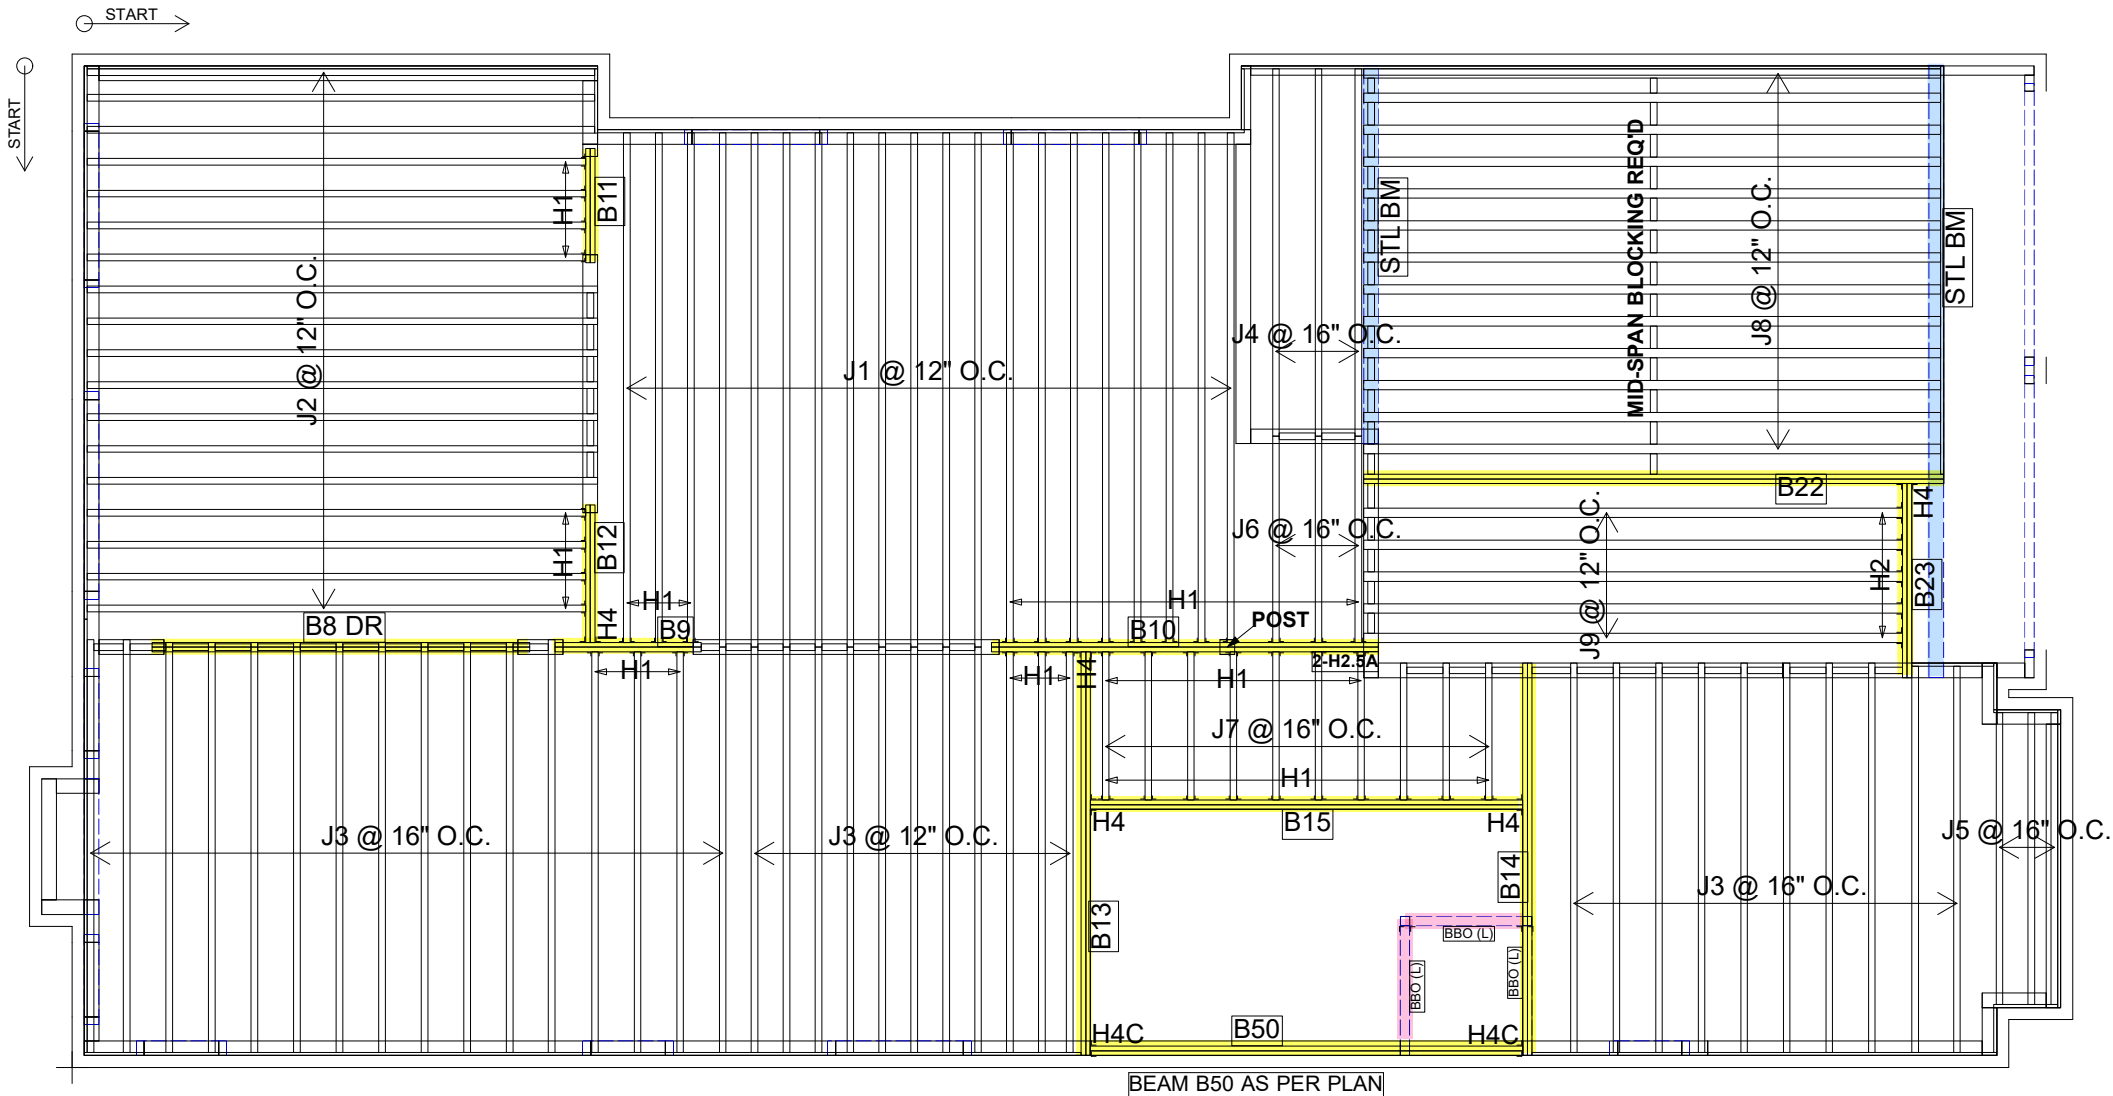 START
START
B11
H1
STL BM
MID-SPAN BLOCKING REQ'D
J8 @ 12" O.C.
STL BM
J2 @ 12" O.C.
J4 @ 16" O.C.
J1 @ 12" O.C.
B22
H4
J6 @ 16" O.C.
J9 @ 12" O.C.
H2
B23
B12
H1
H4
H1
H1
B8 DR
B9
B10
POST
2-H2.5A
H1
H1
H4
H1
J7 @ 16" O.C.
H1
H4
B15
H4
J3 @ 16" O.C.
J3 @ 12" O.C.
J5 @ 16" O.C.
B14
J3 @ 16" O.C.
B13
BBO (L)
BBO (L)
BBO (L)
H4C
B50
H4C
BEAM B50 AS PER PLAN